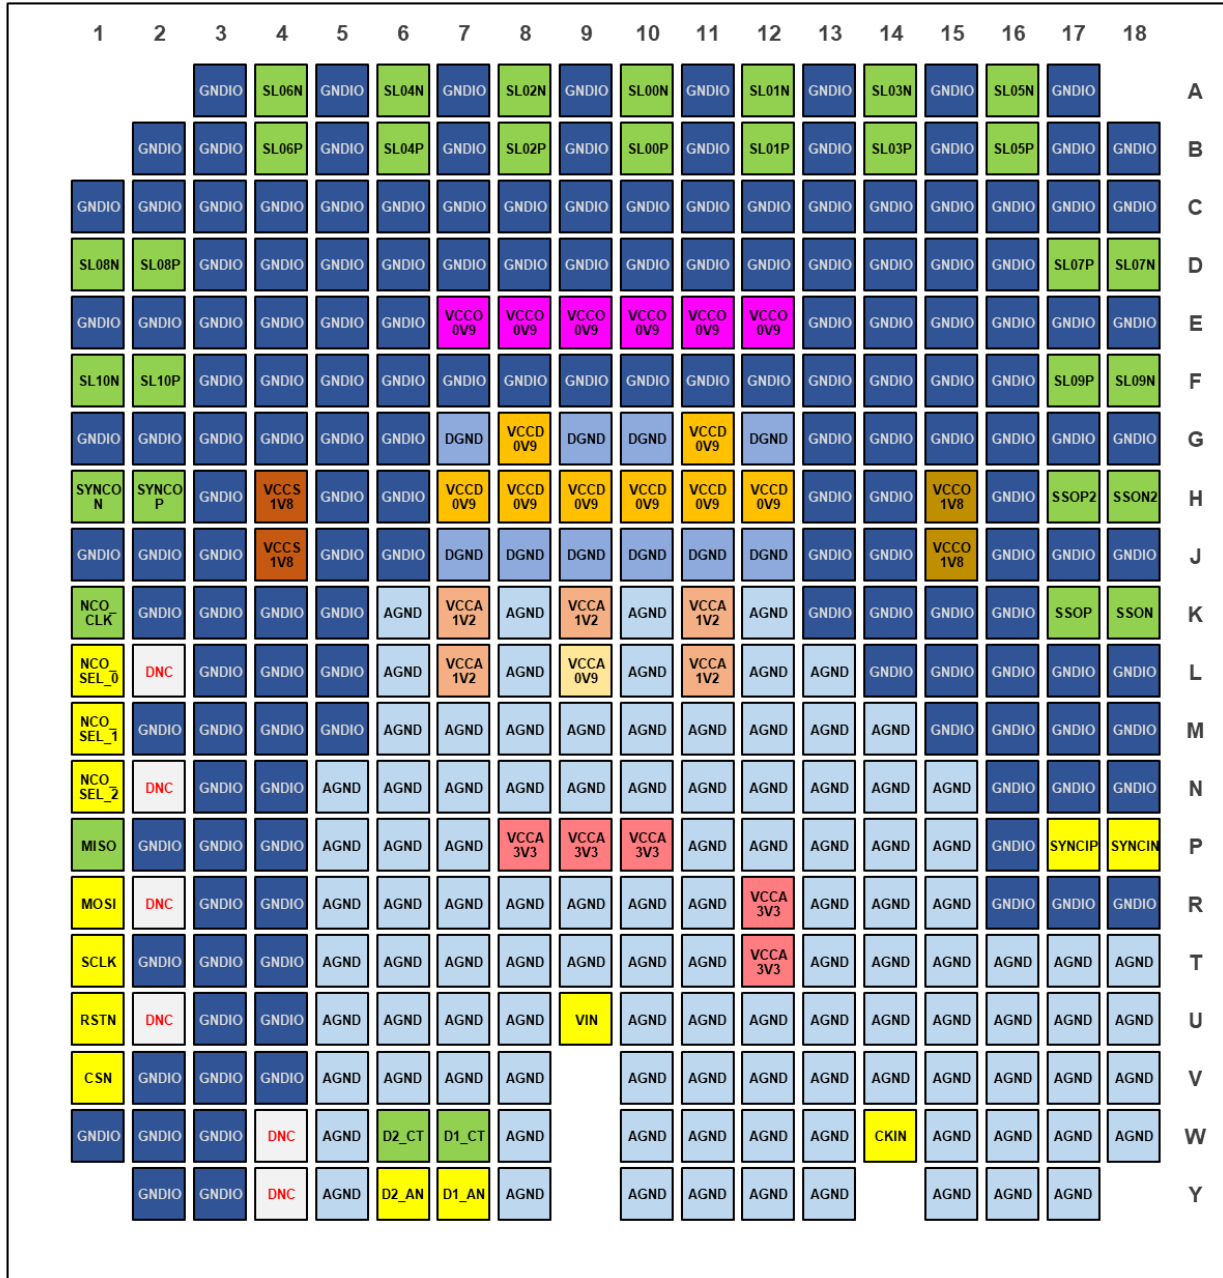 1 2 3 4 5 6 7 8 9 10 11 12 13 14 15 16 17 18
GNDIO SL06N GNDIO SL04N GNDIO SL02N GNDIO SL00N GNDIO SL01N GNDIO SL03N GNDIO SL05N GNDIO A
GNDIO GNDIO SL06P GNDIO SL04P GNDIO SL02P GNDIO SL00P GNDIO SL01P GNDIO SL03P GNDIO SL05P GNDIO GNDIO B
GNDIO GNDIO GNDIO GNDIO GNDIO GNDIO GNDIO GNDIO GNDIO GNDIO GNDIO GNDIO GNDIO GNDIO GNDIO GNDIO GNDIO GNDIO C
SL08N SL08P GNDIO GNDIO GNDIO GNDIO GNDIO GNDIO GNDIO GNDIO GNDIO GNDIO GNDIO GNDIO GNDIO GNDIO SL07P SL07N D
GNDIO GNDIO GNDIO GNDIO GNDIO GNDIO VCCO 0V9 VCCO 0V9 VCCO 0V9 VCCO 0V9 VCCO 0V9 VCCO 0V9 GNDIO GNDIO GNDIO GNDIO GNDIO GNDIO E
SL10N SL10P GNDIO GNDIO GNDIO GNDIO GNDIO GNDIO GNDIO GNDIO GNDIO GNDIO GNDIO GNDIO GNDIO GNDIO SL09P SL09N F
GNDIO GNDIO GNDIO GNDIO GNDIO GNDIO DGND VCCD 0V9 DGND DGND VCCD 0V9 DGND GNDIO GNDIO GNDIO GNDIO GNDIO GNDIO G
SYNCO N SYNCO P GNDIO VCCS 1V8 GNDIO GNDIO VCCD 0V9 VCCD 0V9 VCCD 0V9 VCCD 0V9 VCCD 0V9 VCCD 0V9 GNDIO GNDIO VCCO 1V8 GNDIO SSOP2 SSON2 H
GNDIO GNDIO GNDIO VCCS 1V8 GNDIO GNDIO DGND DGND DGND DGND DGND DGND GNDIO GNDIO VCCO 1V8 GNDIO GNDIO GNDIO J
NCO_ CLK GNDIO GNDIO GNDIO GNDIO AGND VCCA 1V2 AGND VCCA 1V2 AGND VCCA 1V2 AGND GNDIO GNDIO GNDIO GNDIO SSOP SSON K
NCO_ SEL_0 DNC GNDIO GNDIO GNDIO AGND VCCA 1V2 AGND VCCA 0V9 AGND VCCA 1V2 AGND AGND GNDIO GNDIO GNDIO GNDIO GNDIO L
NCO_ SEL_1 GNDIO GNDIO GNDIO GNDIO AGND AGND AGND AGND AGND AGND AGND AGND AGND GNDIO GNDIO GNDIO GNDIO M
NCO_ SEL_2 DNC GNDIO GNDIO AGND AGND AGND AGND AGND AGND AGND AGND AGND AGND AGND GNDIO GNDIO GNDIO N
MISO GNDIO GNDIO GNDIO AGND AGND AGND VCCA 3V3 VCCA 3V3 VCCA 3V3 AGND AGND AGND AGND AGND GNDIO SYNCIP SYNCIN P
MOSI DNC GNDIO GNDIO AGND AGND AGND AGND AGND AGND AGND VCCA 3V3 AGND AGND AGND GNDIO GNDIO GNDIO R
SCLK GNDIO GNDIO GNDIO AGND AGND AGND AGND AGND AGND AGND VCCA 3V3 AGND AGND AGND AGND AGND AGND T
RSTN DNC GNDIO GNDIO AGND AGND AGND AGND VIN AGND AGND AGND AGND AGND AGND AGND AGND AGND U
CSN GNDIO GNDIO GNDIO AGND AGND AGND AGND AGND AGND AGND AGND AGND AGND AGND AGND AGND V
GNDIO GNDIO GNDIO DNC AGND D2_CT D1_CT AGND AGND AGND AGND AGND CKIN AGND AGND AGND AGND W
GNDIO GNDIO DNC AGND D2_AN D1_AN AGND AGND AGND AGND AGND AGND AGND AGND Y